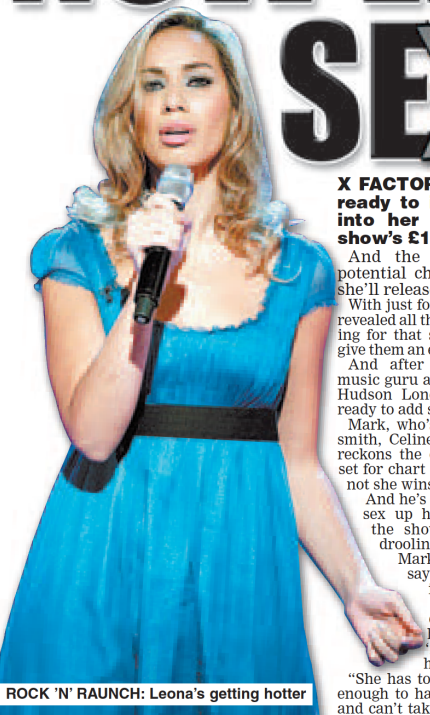 SE
X FACTOR
ready to
into her
show's £1
And the
potential ch
she'll releas
With just fo
revealed all th
ing for that s
give them an o
And after
music guru a
Hudson Lond
ready to add s
Mark, who'
smith, Celine
reckons the
set for chart
not she wins
And he's
sex up h
the sho
droolin
Mark
say
h
"She has to
enough to ha
and can't tak
ROCK 'N' RAUNCH: Leona's getting hotter